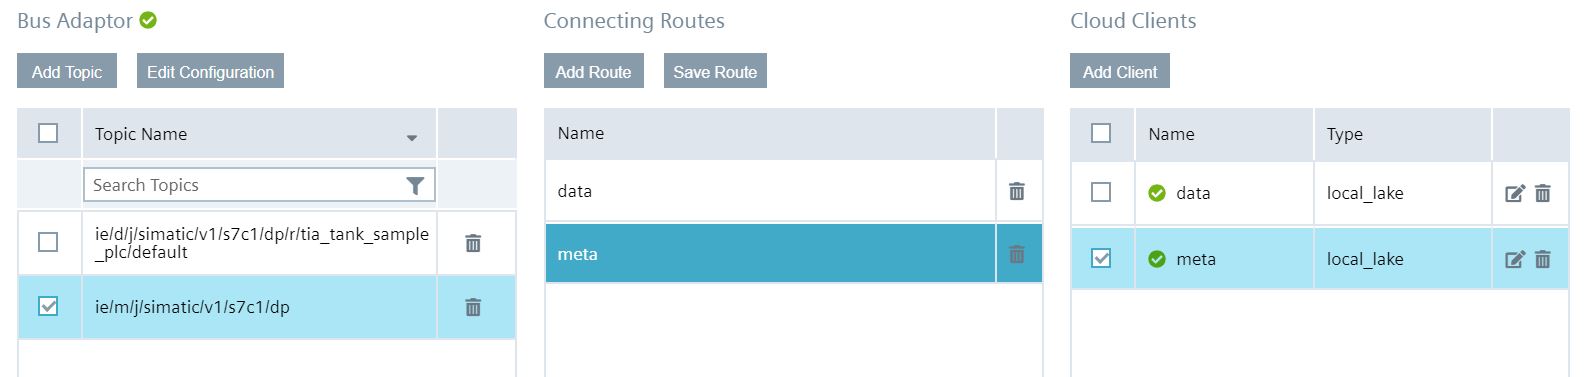 Bus Adaptor
Add Topic
Edit Configuration
Topic Name
Search Topics
ie/d/j/simatic/v1/s7c1/dp/r/tia_tank_sample
_plc/default
ie/m/j/simatic/v1/s7c1/dp
Connecting Routes
Add Route
Save Route
Name
data
meta
Cloud Clients
Add Client
Name
Type
data
local_lake
meta
local_lake